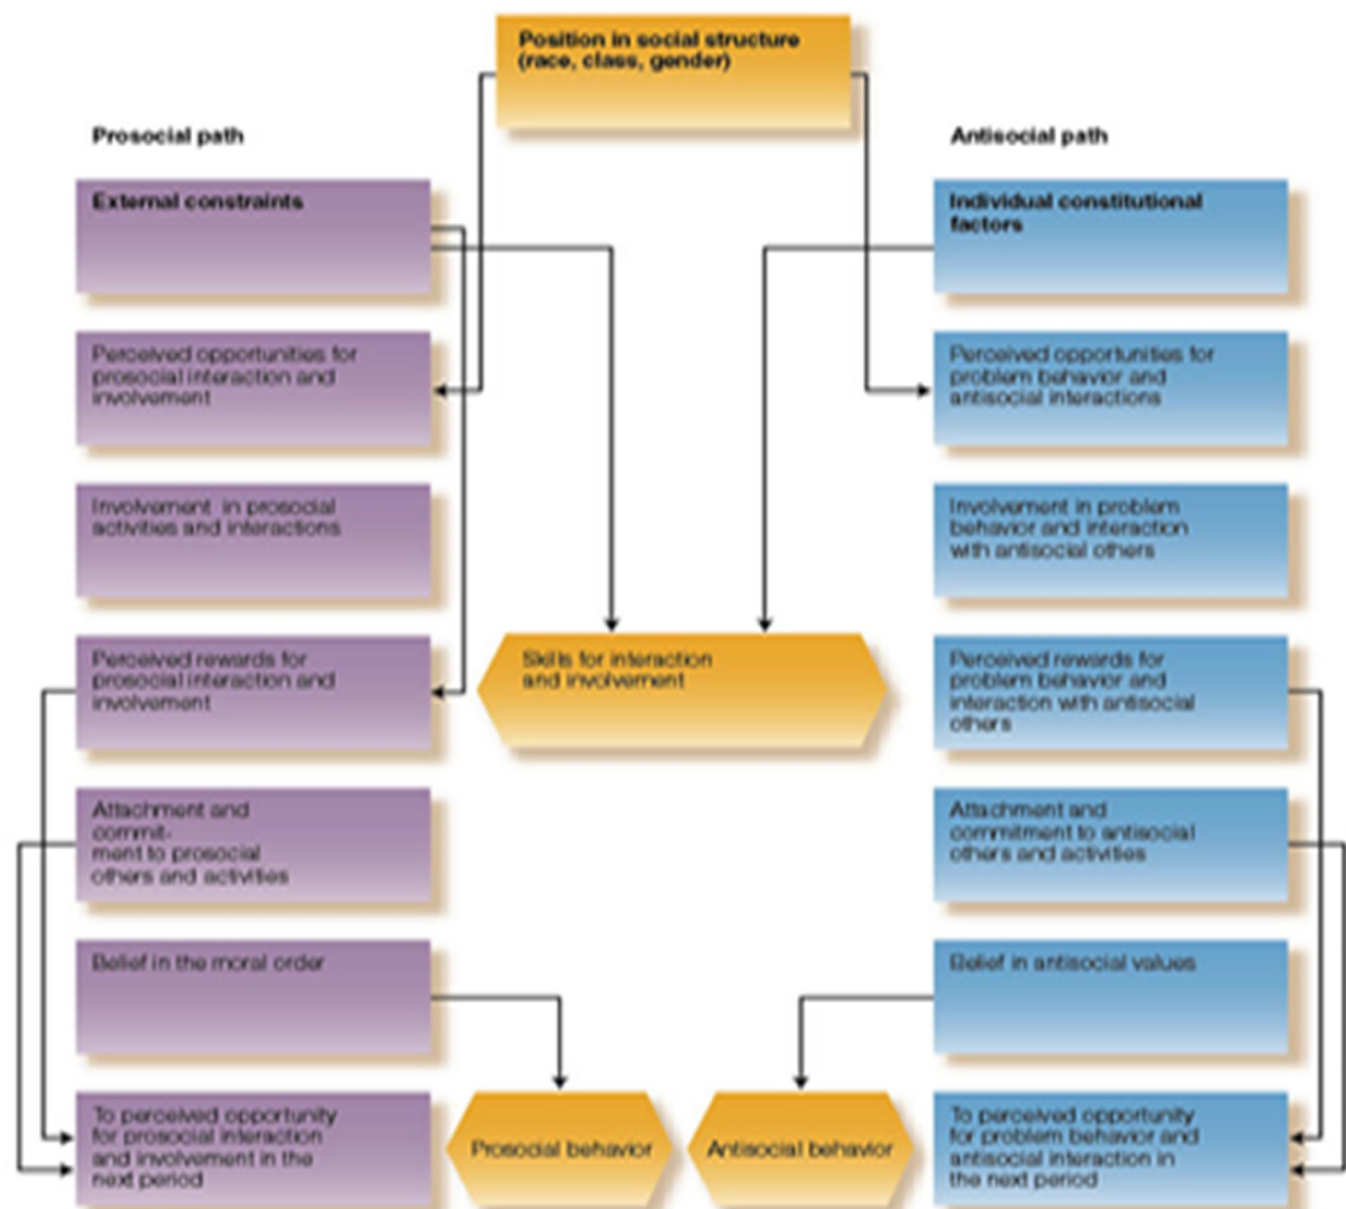 Position in social structure
(race, class, gender)
Prosocial path
Antisocial path
External constraints
Individual constitutional
factors
Perceived opportunities for
prosocial interaction and
involvement
Perceived opportunities for
problem behavior and
antisocial interactions
Involvement in prosocial
activities and interactions
Involvement in problem
behavior and interaction
with antisocial others
Perceived rewards for
prosocial interaction and
involvement
Skills for interaction
and involvement
Perceived rewards for
problem behavior and
interaction with antisocial
others
Attachment and
commit-
ment to prosocial
others and activities
Attachment and
commitment to antisocial
others and activities
Belief in the moral order
Belief in antisocial values
To perceived opportunity
for prosocial interaction
and involvement in the
next period
Prosocial behavior
Antisocial behavior
To perceived opportunity
for problem behavior and
antisocial interaction in
the next period